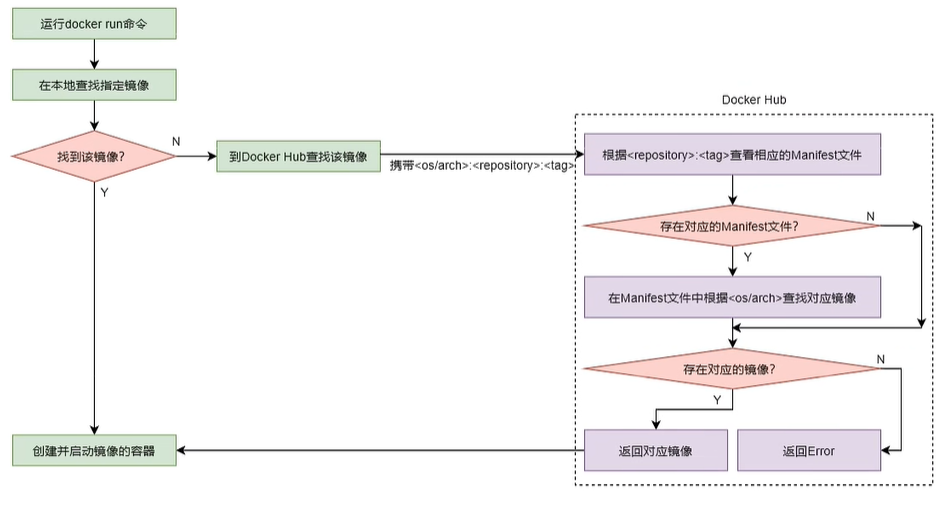 运行docker run命令
在本地查找指定镜像
找到该镜像?
N
Y
到Docker Hub查找该镜像
携带<os/arch>:<repository>:<tag>
Docker Hub
根据<repository>:<tag>查看相应的Manifest文件
存在对应的Manifest文件?
N
Y
在Manifest文件中根据<os/arch>查找对应镜像
存在对应的镜像?
N
Y
返回对应镜像
返回Error
创建并启动镜像的容器